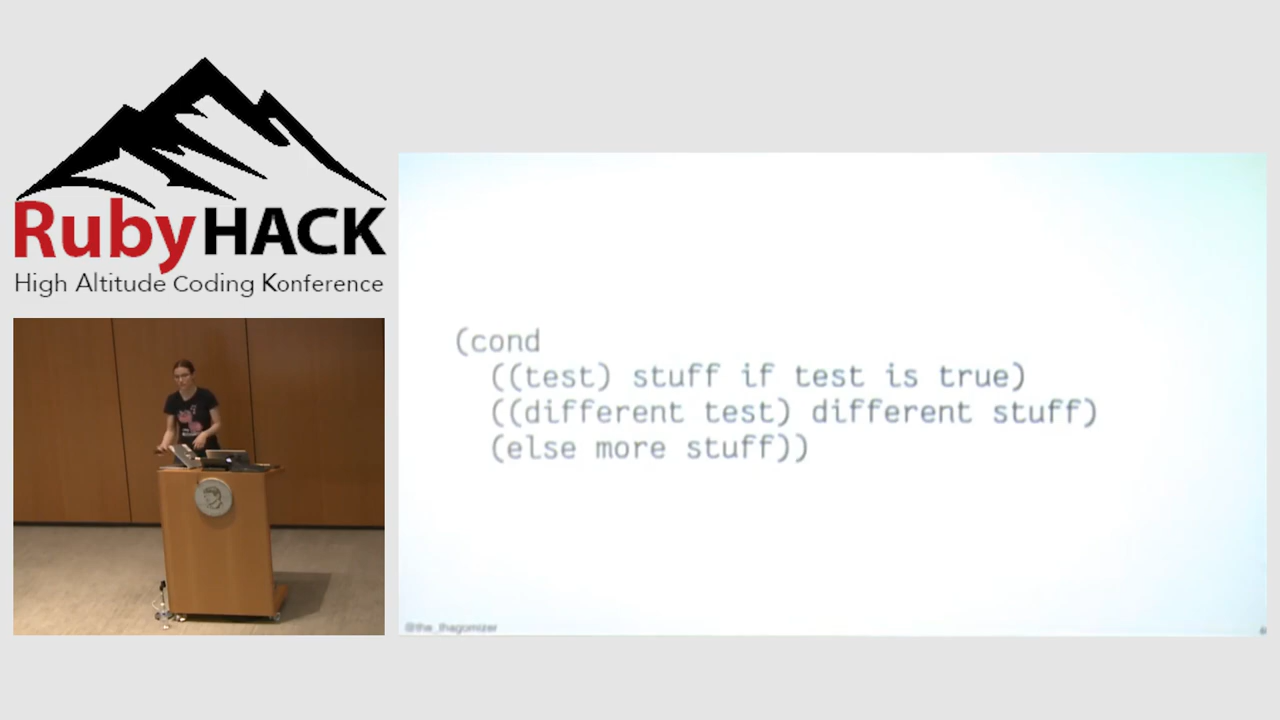 RubyHACK
High Altitude Coding Konference
(cond
((test) stuff if test is true)
((different test) different stuff)
(else more stuff))
@the_thagomizer